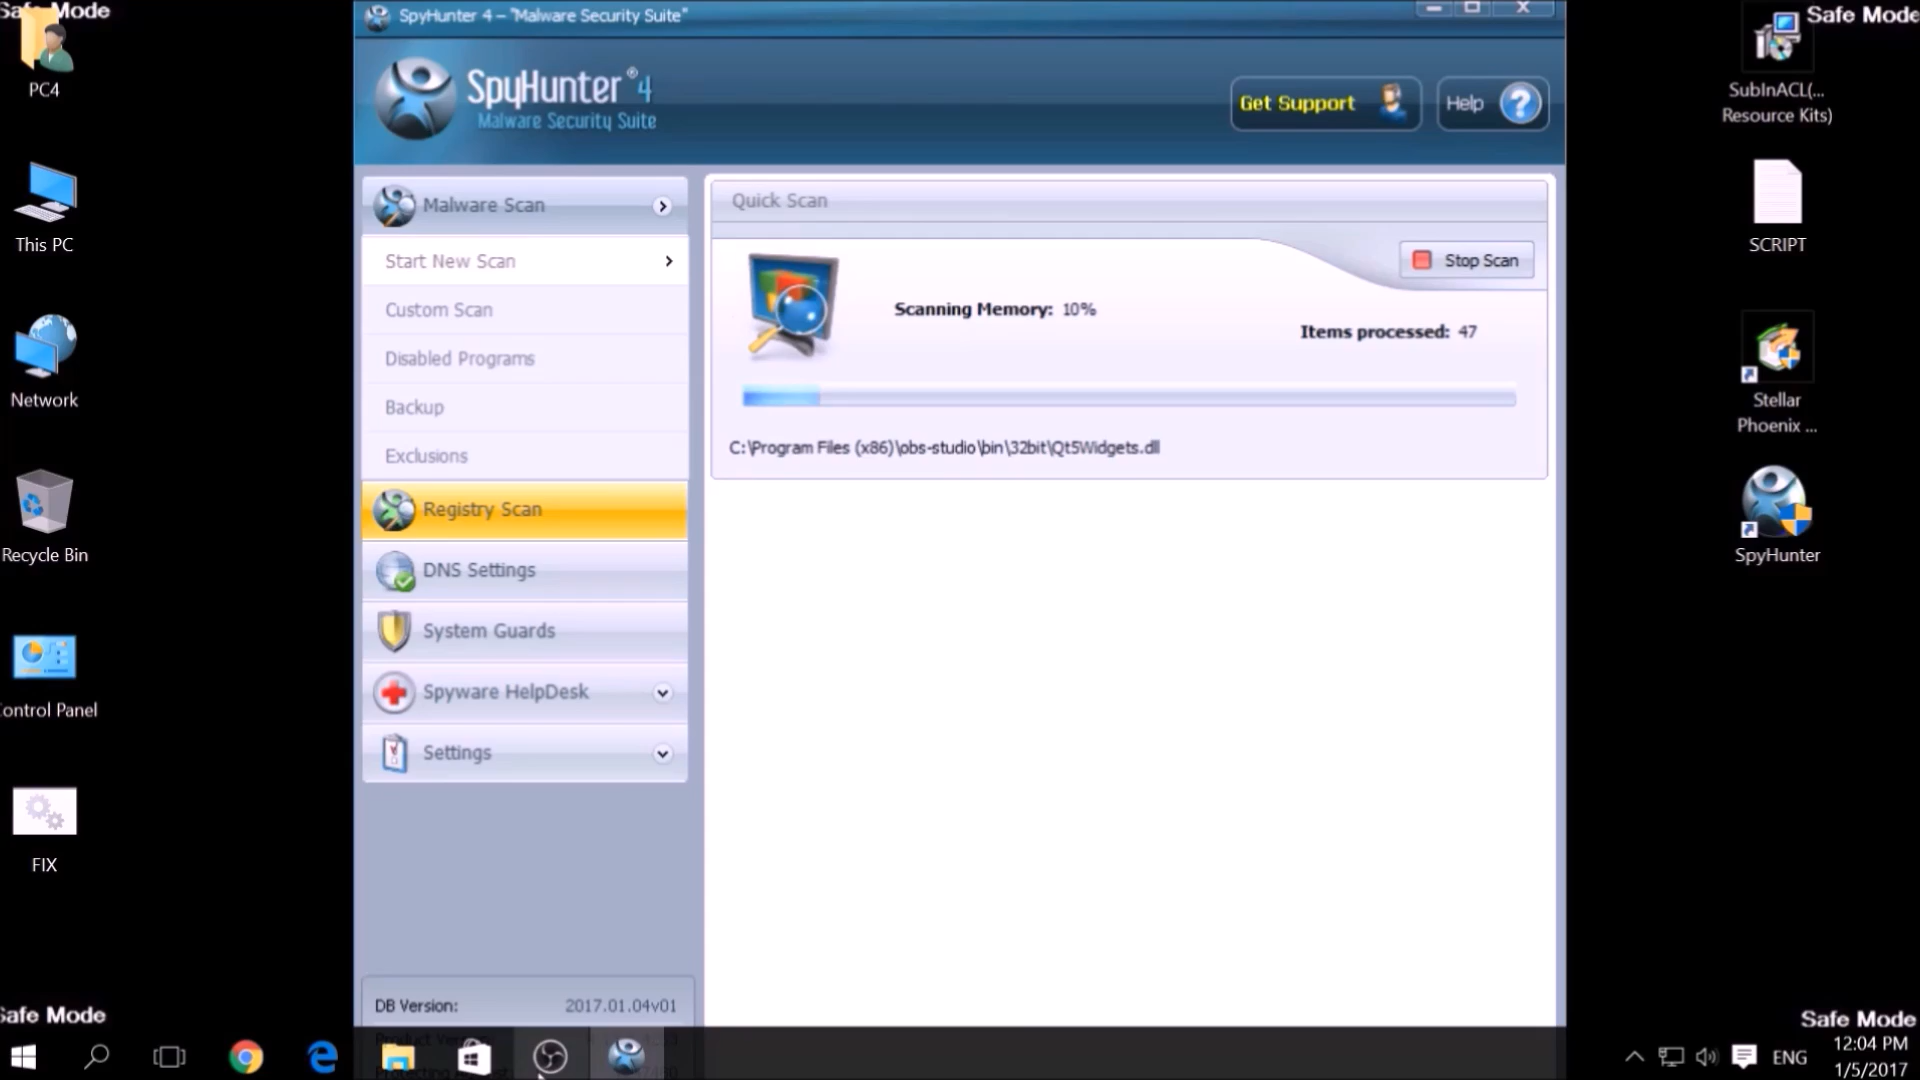 Safe Mode
Safe Mode
SpyHunter 4 – "Malware Security Suite"
SpyHunter® 4
Malware Security Suite
Get Support
Help
PC4
This PC
Network
Recycle Bin
Control Panel
FIX
Malware Scan
Start New Scan
Custom Scan
Disabled Programs
Backup
Exclusions
Registry Scan
DNS Settings
System Guards
Spyware HelpDesk
Settings
DB Version: 2017.01.04v01
Quick Scan
Stop Scan
Scanning Memory: 10%
Items processed: 47
C:\Program Files (x86)\obs-studio\bin\32bit\Qt5Widgets.dll
SubInACL(...
Resource Kits)
SCRIPT
Stellar
Phoenix ...
SpyHunter
Safe Mode
Safe Mode
ENG
12:04 PM
1/5/2017